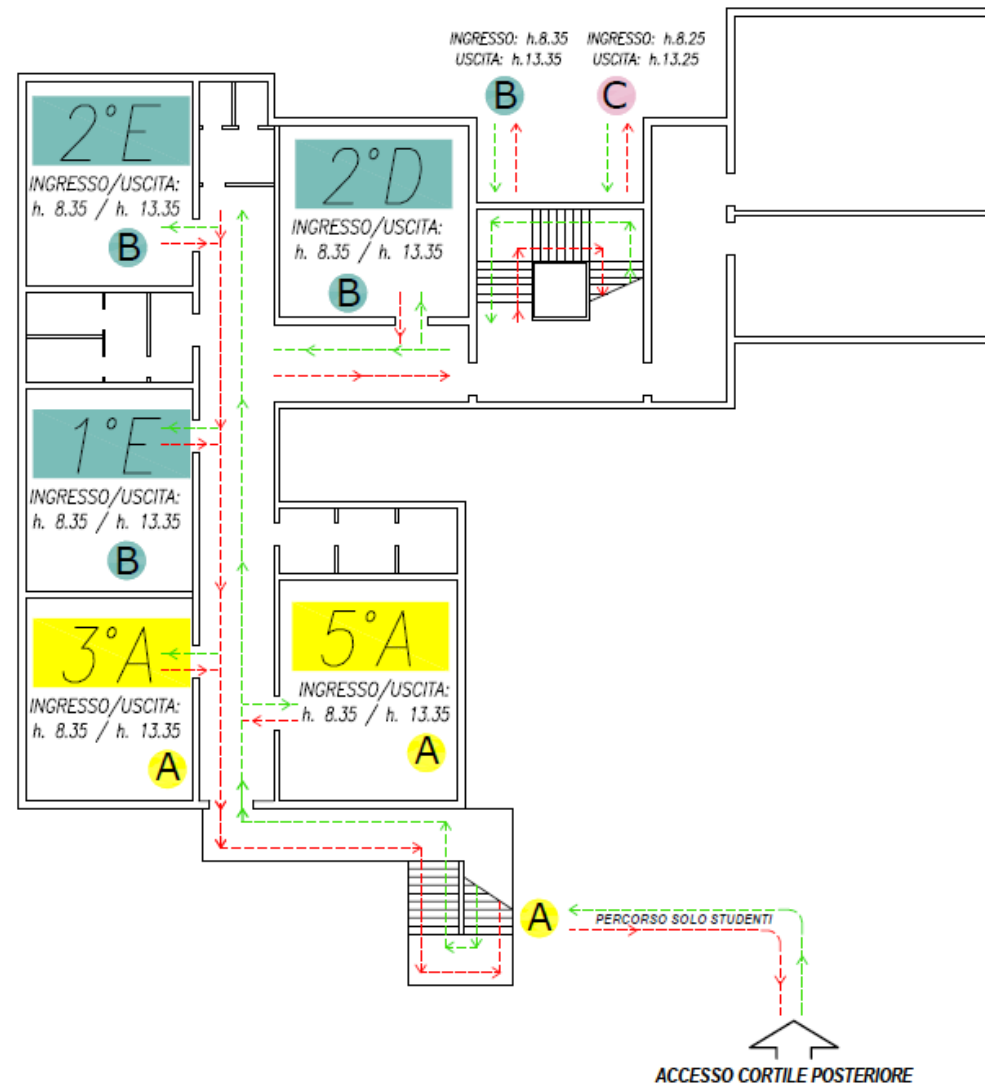 INGRESSO: h.8.35
USCITA: h.13.35
B
INGRESSO: h.8.25
USCITA: h.13.25
C
2°E
INGRESSO/USCITA:
h. 8.35 / h. 13.35
B
2°D
INGRESSO/USCITA:
h. 8.35 / h. 13.35
B
1°E
INGRESSO/USCITA:
h. 8.35 / h. 13.35
B
3°A
INGRESSO/USCITA:
h. 8.35 / h. 13.35
A
5°A
INGRESSO/USCITA:
h. 8.35 / h. 13.35
A
A
PERCORSO SOLO STUDENTI
ACCESSO CORTILE POSTERIORE